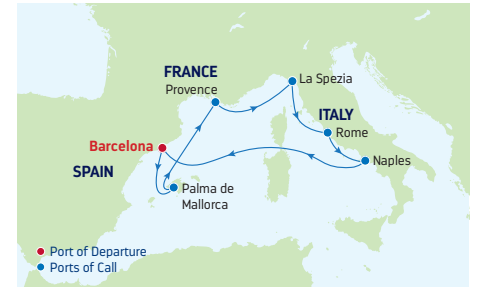 FRANCE
Provence
La Spezia
ITALY
Rome
Barcelona
Naples
SPAIN
Palma de
Mallorca
Port of Departure
Ports of Call